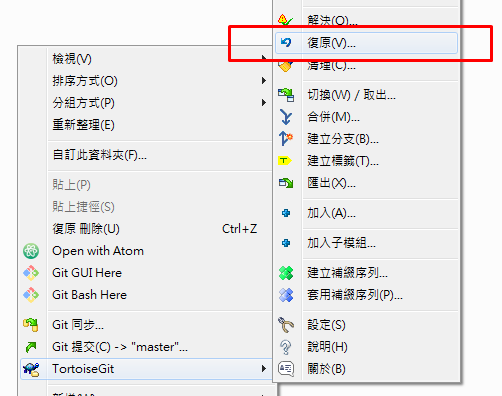 檢視(V)
排序方式(O)
分組方式(P)
重新整理(E)
自訂此資料夾(F)...
貼上(P)
貼上捷徑(S)
復原 刪除(U) Ctrl+Z
Open with Atom
Git GUI Here
Git Bash Here
Git 同步...
Git 提交(C) -> "master"...
TortoiseGit
解決(O)...
復原(V)...
清理(C)...
切換(W) / 取出...
合併(M)...
建立分支(B)...
建立標籤(T)...
匯出(X)...
加入(A)...
加入子模組...
建立補綴序列...
套用補綴序列(P)...
設定(S)
說明(H)
關於(B)